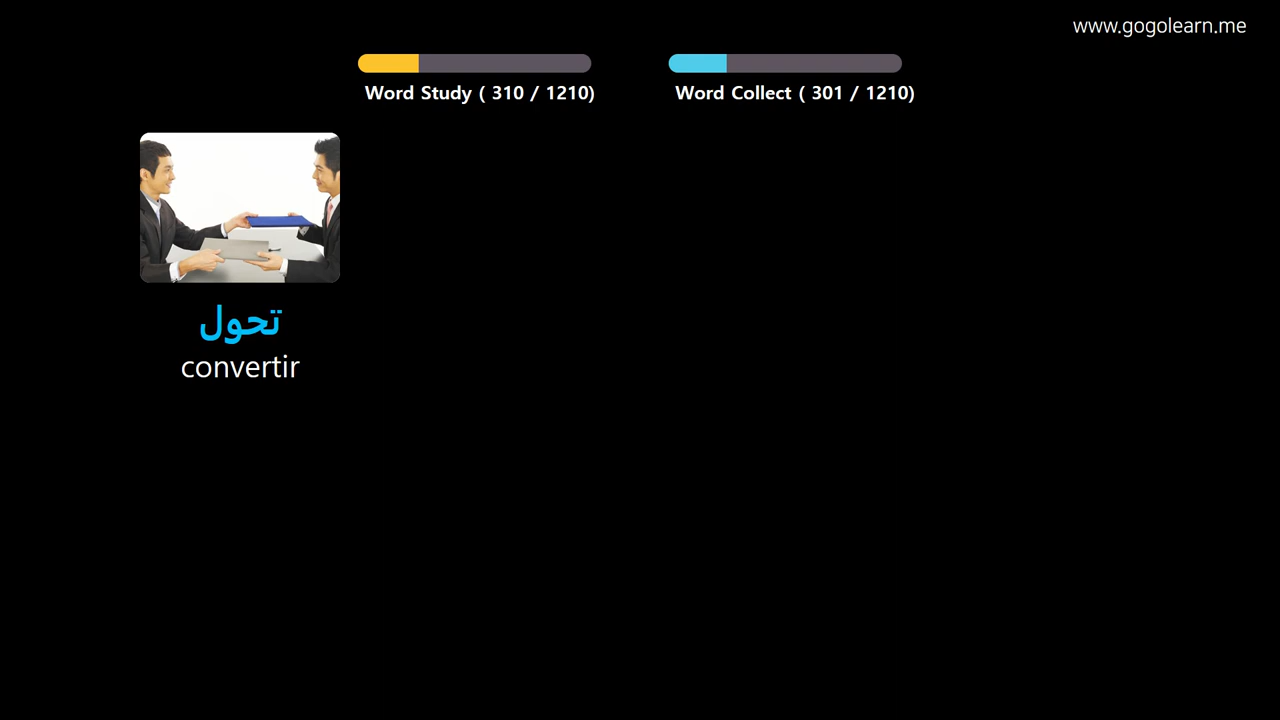 www.gogolearn.me
Word Study ( 310 / 1210)
Word Collect ( 301 / 1210)
تحول
convertir